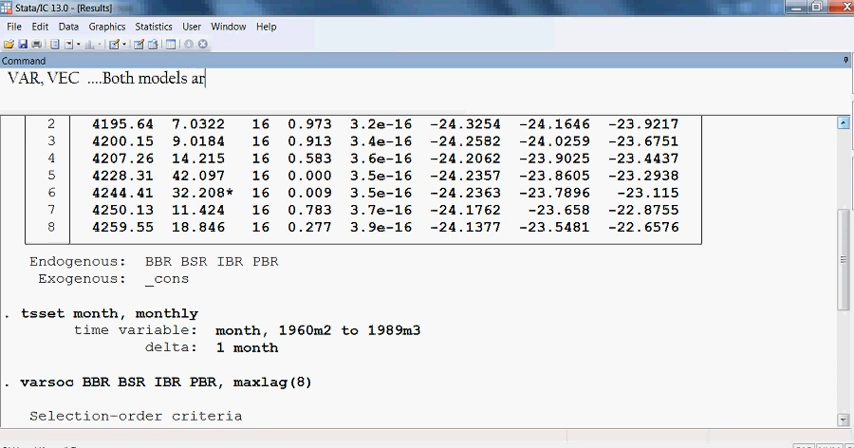 Stata/IC 13.0 - [Results]
File Edit Data Graphics Statistics User Window Help
Command
VAR, VEC ....Both models ar
2 4195.64 7.0322 16 0.973 3.2e-16 -24.3254 -24.1646 -23.9217
3 4200.15 9.0184 16 0.913 3.4e-16 -24.2582 -24.0259 -23.6751
4 4207.26 14.215 16 0.583 3.6e-16 -24.2062 -23.9025 -23.4437
5 4228.31 42.097 16 0.000 3.5e-16 -24.2357 -23.8605 -23.2938
6 4244.41 32.208* 16 0.009 3.5e-16 -24.2363 -23.7896 -23.115
7 4250.13 11.424 16 0.783 3.7e-16 -24.1762 -23.658 -22.8755
8 4259.55 18.846 16 0.277 3.9e-16 -24.1377 -23.5481 -22.6576
Endogenous: BBR BSR IBR PBR
Exogenous: _cons
. tsset month, monthly
time variable: month, 1960m2 to 1989m3
delta: 1 month
. varsoc BBR BSR IBR PBR, maxlag(8)
Selection-order criteria